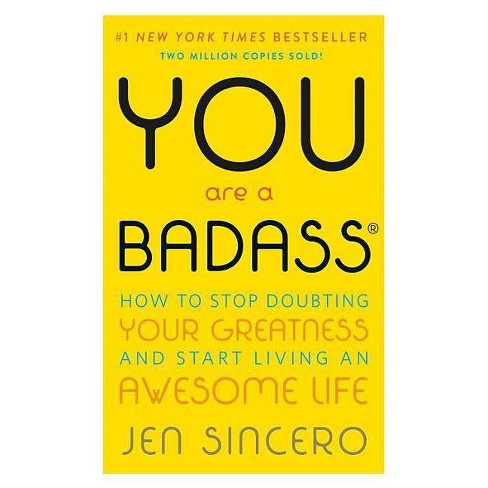 #1 NEW YORK TIMES BESTSELLER
TWO MILLION COPIES SOLD!
YOU
are a
BADASS®
HOW TO STOP DOUBTING
YOUR GREATNESS
AND START LIVING AN
AWESOME LIFE
JEN SINCERO